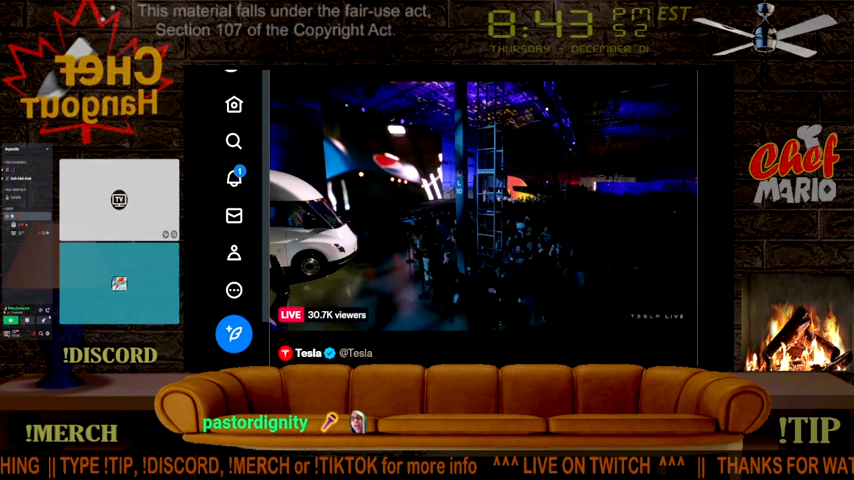 This material falls under the fair-use act,
Section 107 of the Copyright Act.
8:43 PM 52 EST
THURSDAY - DECEMBER 01
CHEF
Hangout
Chef
MARIO
TV
1
LIVE 30.7K viewers
TESLA LIVE
Tesla @Tesla
!DISCORD
pastordignity
!MERCH
!TIP
HING || TYPE !TIP, !DISCORD, !MERCH or !TIKTOK for more info ^^^ LIVE ON TWITCH ^^^ || THANKS FOR WAT